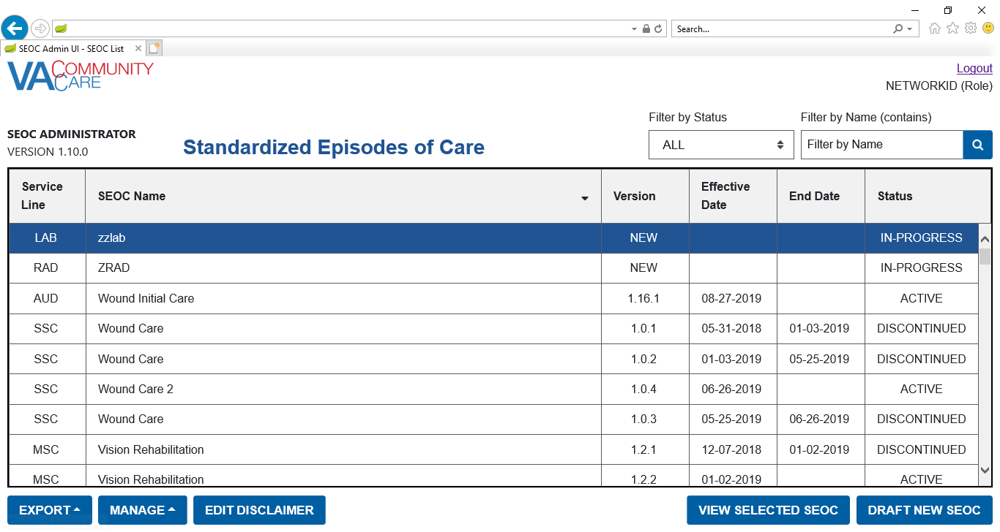 Search...
SEOC Admin UI - SEOC List
VA COMMUNITY CARE
Logout
NETWORKID (Role)
Filter by Status
Filter by Name (contains)
SEOC ADMINISTRATOR
VERSION 1.10.0
Standardized Episodes of Care
ALL
Filter by Name
Service Line SEOC Name Version Effective Date End Date Status
LAB zzlab NEW IN-PROGRESS
RAD ZRAD NEW IN-PROGRESS
AUD Wound Initial Care 1.16.1 08-27-2019 ACTIVE
SSC Wound Care 1.0.1 05-31-2018 01-03-2019 DISCONTINUED
SSC Wound Care 1.0.2 01-03-2019 05-25-2019 DISCONTINUED
SSC Wound Care 2 1.0.4 06-26-2019 ACTIVE
SSC Wound Care 1.0.3 05-25-2019 06-26-2019 DISCONTINUED
MSC Vision Rehabilitation 1.2.1 12-07-2018 01-02-2019 DISCONTINUED
MSC Vision Rehabilitation 1.2.2 01-02-2019 ACTIVE
EXPORT MANAGE EDIT DISCLAIMER VIEW SELECTED SEOC DRAFT NEW SEOC